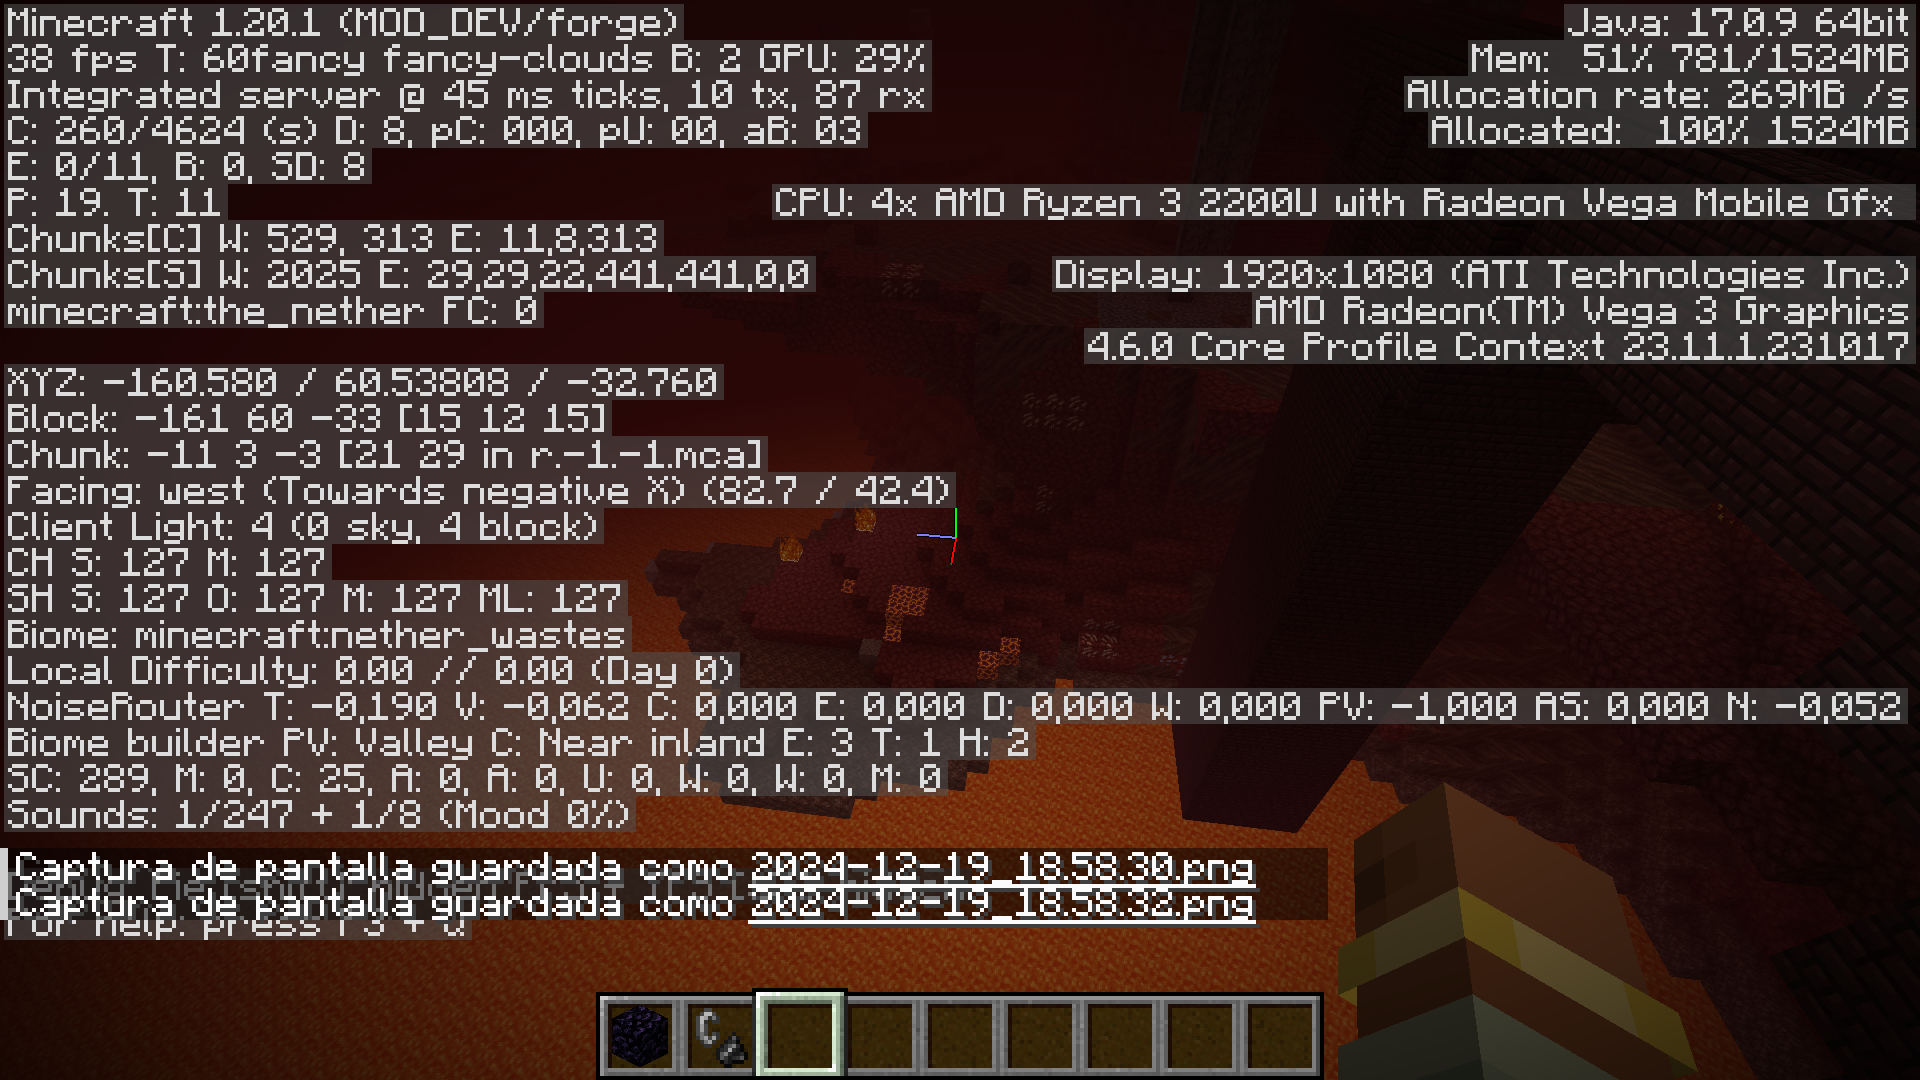 Minecraft 1.20.1 (MOD_DEV/forge)
38 fps T: 60fancy fancy-clouds B: 2 GPU: 29%
Integrated server @ 45 ms ticks, 10 tx, 87 rx
C: 260/4624 (s) D: 8, pC: 000, pU: 00, aB: 03
E: 0/11, B: 0, SD: 8
P: 19. T: 11
Chunks[C] W: 529, 313 E: 11,8,313
Chunks[S] W: 2025 E: 29,29,22,441,441,0,0
minecraft:the_nether FC: 0
XYZ: -160.580 / 60.53808 / -32.760
Block: -161 60 -33 [15 12 15]
Chunk: -11 3 -3 [21 29 in r.-1.-1.mca]
Facing: west (Towards negative X) (82.7 / 42.4)
Client Light: 4 (0 sky, 4 block)
CH S: 127 M: 127
SH S: 127 O: 127 M: 127 ML: 127
Biome: minecraft:nether_wastes
Local Difficulty: 0.00 // 0.00 (Day 0)
NoiseRouter T: -0,190 V: -0,062 C: 0,000 E: 0,000 D: 0,000 W: 0,000 PV: -1,000 AS: 0,000 N: -0,052
Biome builder PV: Valley C: Near inland E: 3 T: 1 H: 2
SC: 289, M: 0, C: 25, A: 0, A: 0, U: 0, W: 0, W: 0, M: 0
Sounds: 1/247 + 1/8 (Mood 0%)
Captura de pantalla guardada como 2024-12-19_18.58.30.png
Captura de pantalla guardada como 2024-12-19_18.58.32.png
For help: press F3 + Q
Java: 17.0.9 64bit
Mem: 51% 781/1524MB
Allocation rate: 269MB /s
Allocated: 100% 1524MB
CPU: 4x AMD Ryzen 3 2200U with Radeon Vega Mobile Gfx
Display: 1920x1080 (ATI Technologies Inc.)
AMD Radeon(TM) Vega 3 Graphics
4.6.0 Core Profile Context 23.11.1.231017